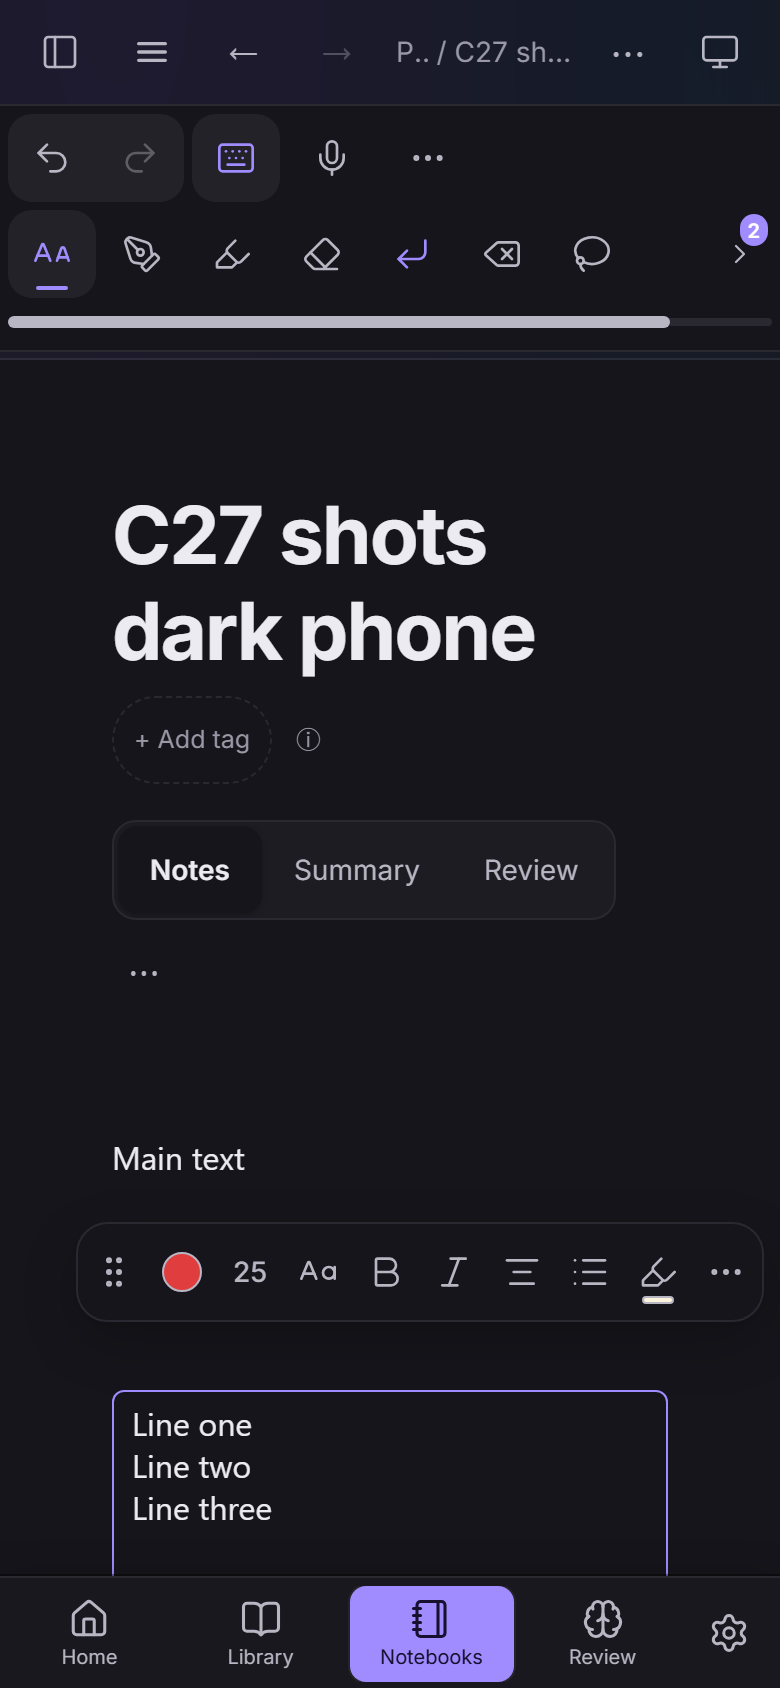 P.. / C27 sh...
2
C27 shots
dark phone
+ Add tag
Notes Summary Review
Main text
25 Aa B I
Line one
Line two
Line three
Home Library Notebooks Review